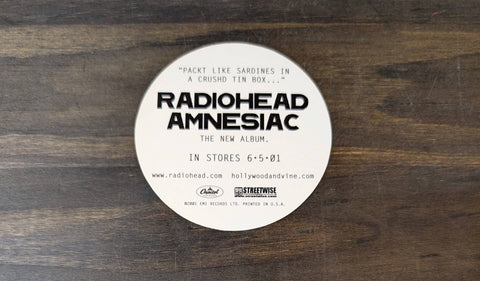 "PACKT LIKE SARDINES IN
A CRUSHD TIN BOX..."
RADIOHEAD
AMNESIAC
THE NEW ALBUM.
IN STORES 6•5•01
www.radiohead.com hollywoodandvine.com
Capitol STREETWISE
©2001 EMI RECORDS LTD. PRINTED IN U.S.A.